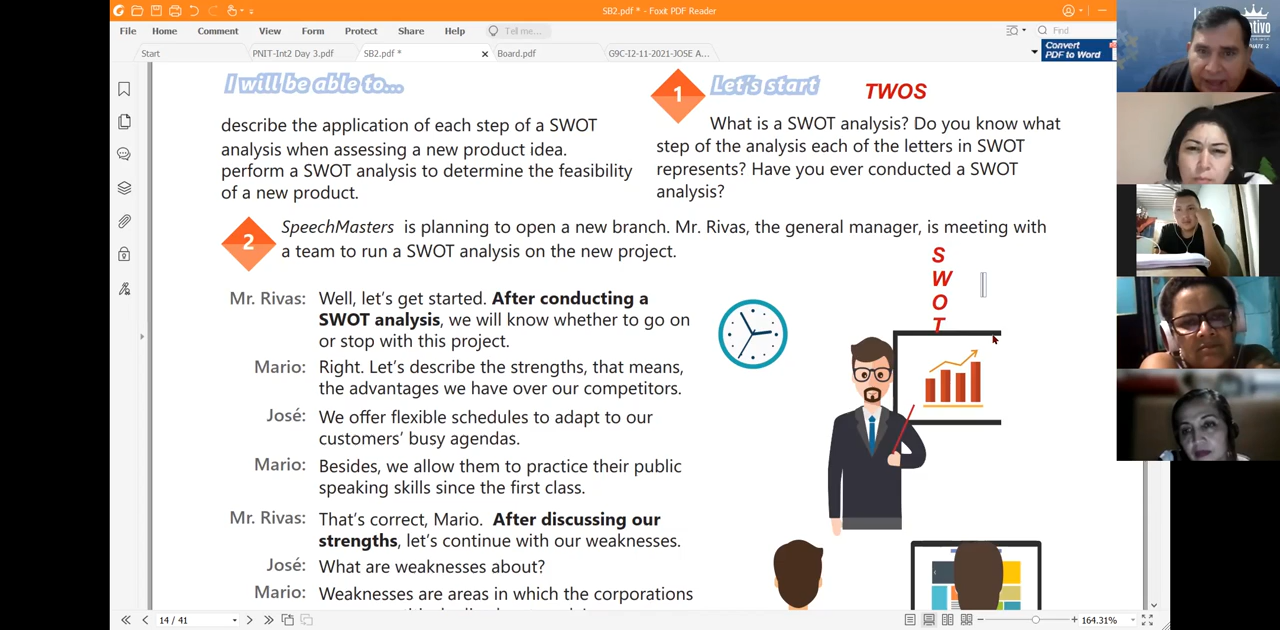 SB2.pdf * - Foxit PDF Reader
File Home Comment View Form Protect Share Help Tell me... Find
Start PNIT-Int2 Day 3.pdf SB2.pdf * Board.pdf G9C-I2-11-2021-JOSE A...
Convert
PDF to Word
I will be able to...
describe the application of each step of a SWOT
analysis when assessing a new product idea.
perform a SWOT analysis to determine the feasibility
of a new product.
1 Let's start TWOS
What is a SWOT analysis? Do you know what
step of the analysis each of the letters in SWOT
represents? Have you ever conducted a SWOT
analysis?
2 SpeechMasters is planning to open a new branch. Mr. Rivas, the general manager, is meeting with
a team to run a SWOT analysis on the new project.
S
W
O
T
Mr. Rivas: Well, let's get started. After conducting a
SWOT analysis, we will know whether to go on
or stop with this project.
Mario: Right. Let's describe the strengths, that means,
the advantages we have over our competitors.
José: We offer flexible schedules to adapt to our
customers' busy agendas.
Mario: Besides, we allow them to practice their public
speaking skills since the first class.
Mr. Rivas: That's correct, Mario. After discussing our
strengths, let's continue with our weaknesses.
José: What are weaknesses about?
Mario: Weaknesses are areas in which the corporations
14 / 41
164.31%